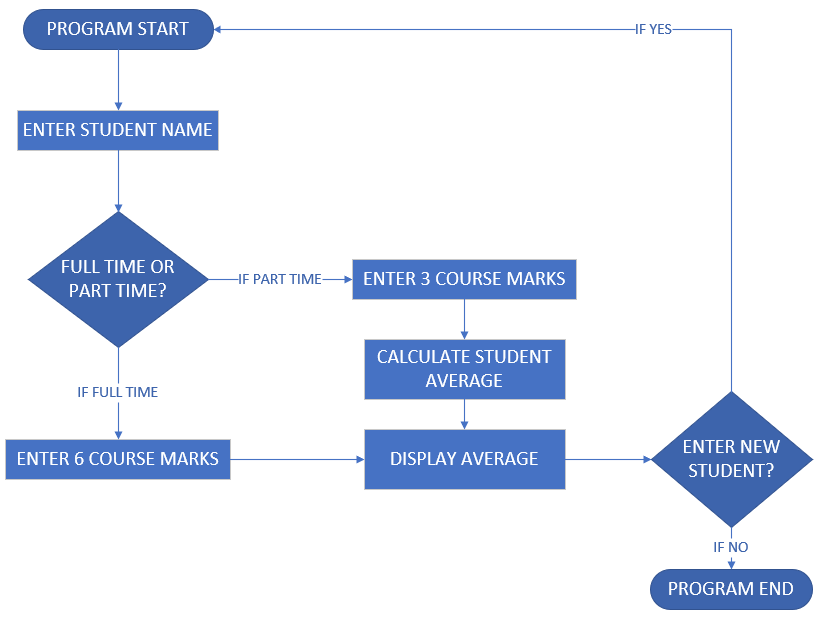 PROGRAM START
IF YES
ENTER STUDENT NAME
FULL TIME OR
PART TIME?
IF PART TIME
ENTER 3 COURSE MARKS
CALCULATE STUDENT
AVERAGE
IF FULL TIME
ENTER 6 COURSE MARKS
DISPLAY AVERAGE
ENTER NEW
STUDENT?
IF NO
PROGRAM END